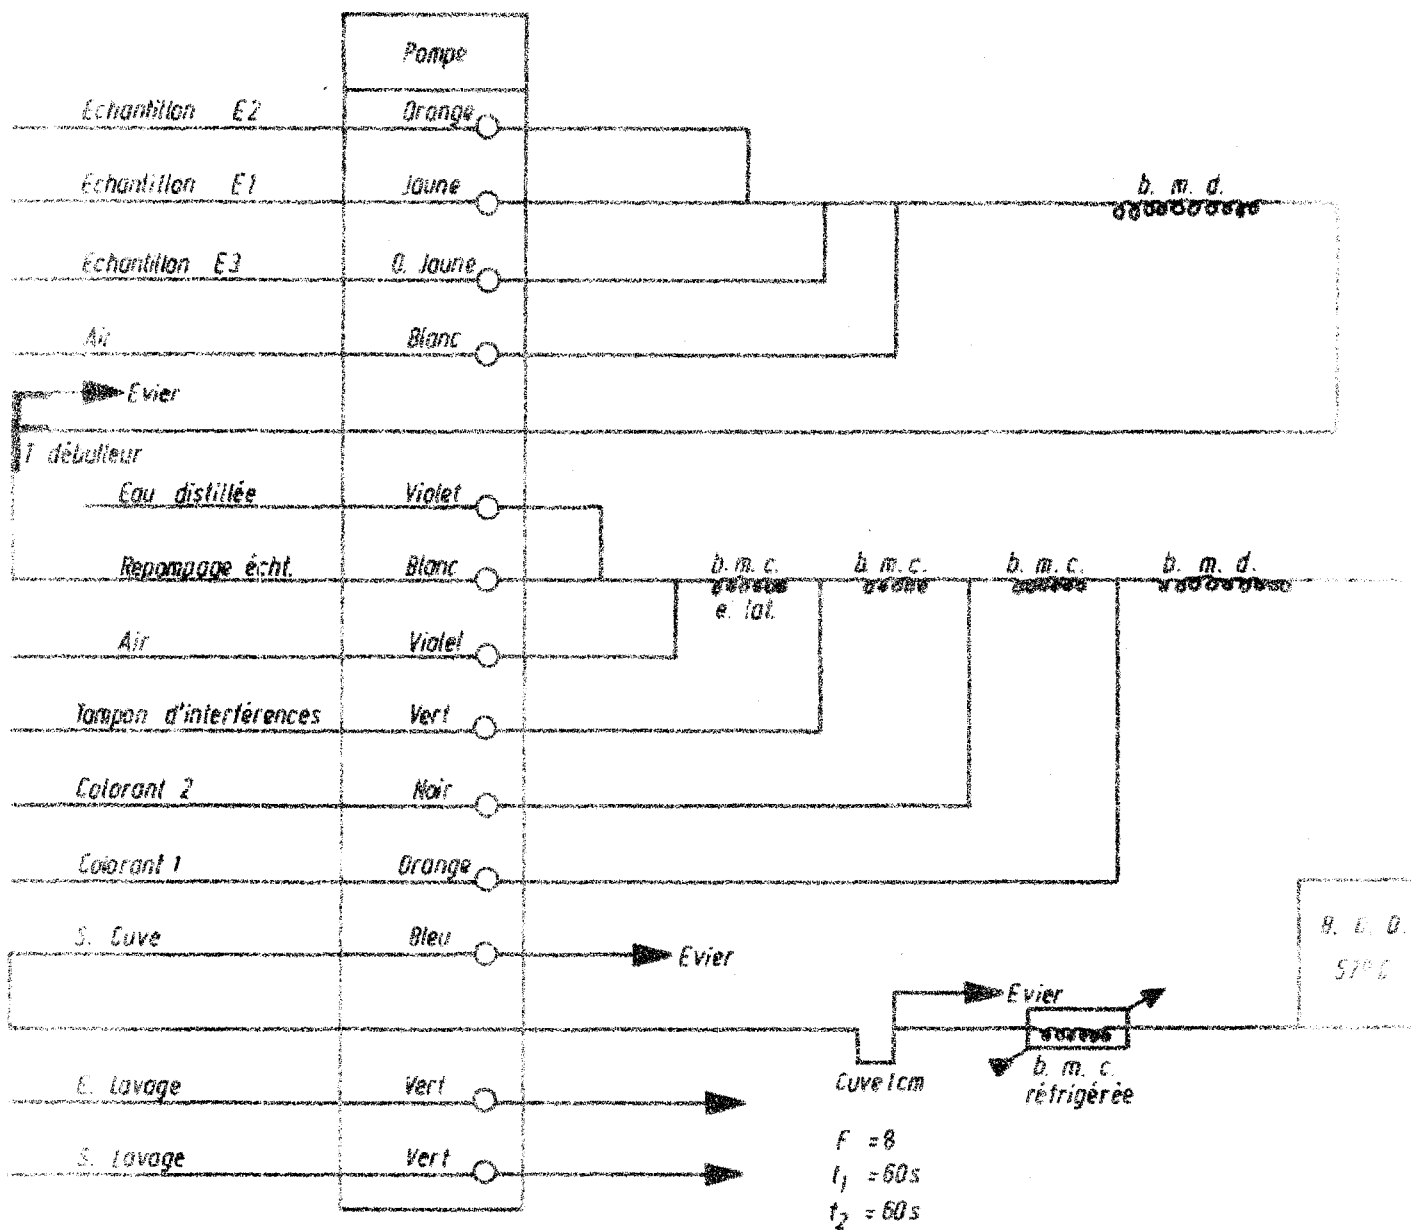 Pompe
Echantillon E2 Orange
Echantillon E1 Jaune
b. m. d.
Echantillon E3 O. Jaune
Air Blanc
Evier
T débulleur
Eau distillée Violet
Repompage écht. Blanc
b. m. c. b. m. c. b. m. c. b. m. d.
e. lat.
Air Violet
Tampon d'interférences Vert
Colorant 2 Noir
Colorant 1 Orange
S. Cuve Bleu Evier
57° C
Evier
Cuve 1cm
b. m. c.
réfrigérée
E. Lavage Vert
S. Lavage Vert
F = 8
t1 = 60s
t2 = 60s